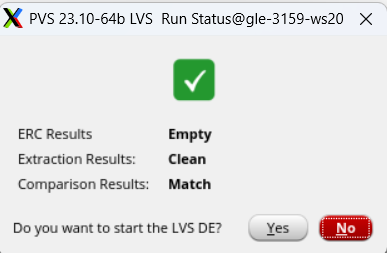 PVS 23.10-64b LVS Run Status@gle-3159-ws20
ERC Results Empty
Extraction Results: Clean
Comparison Results: Match
Do you want to start the LVS DE? Yes No